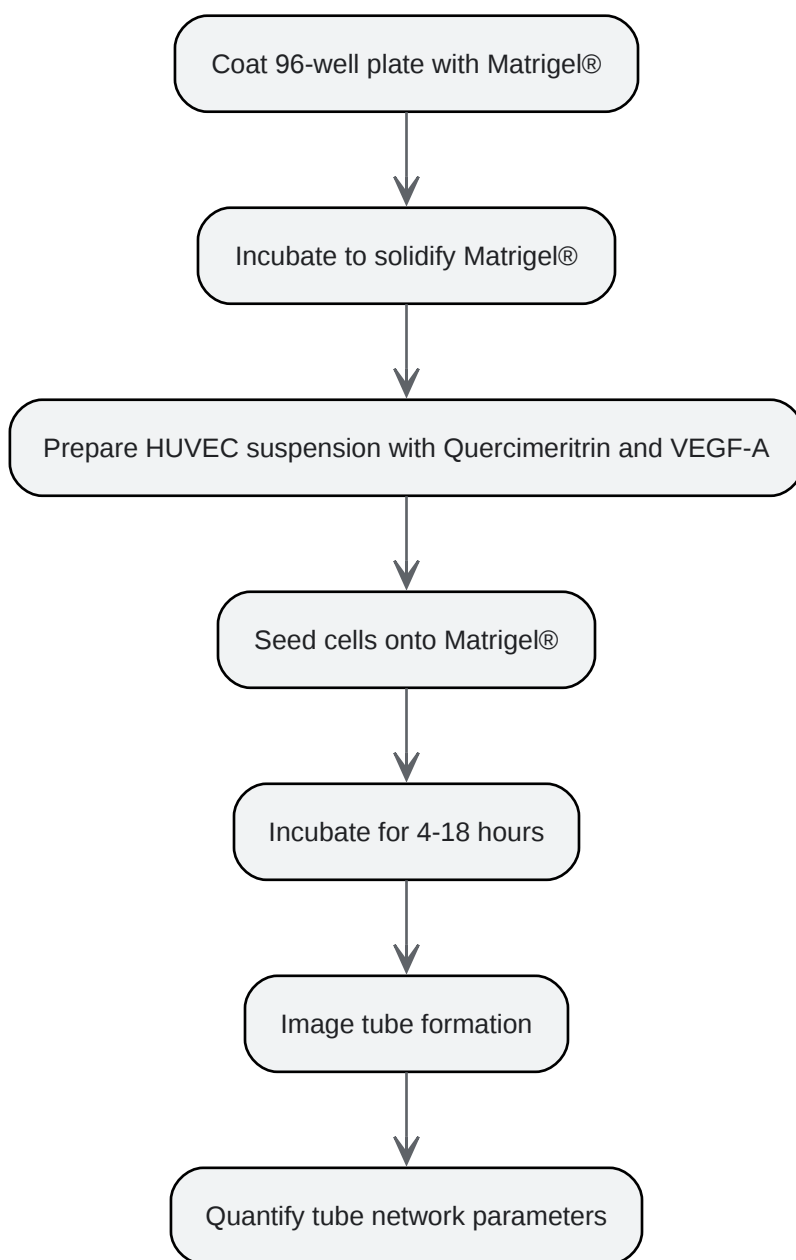 Coat 96-well plate with Matrigel®
Incubate to solidify Matrigel®
Prepare HUVEC suspension with Quercimeritrin and VEGF-A
Seed cells onto Matrigel®
Incubate for 4-18 hours
Image tube formation
Quantify tube network parameters